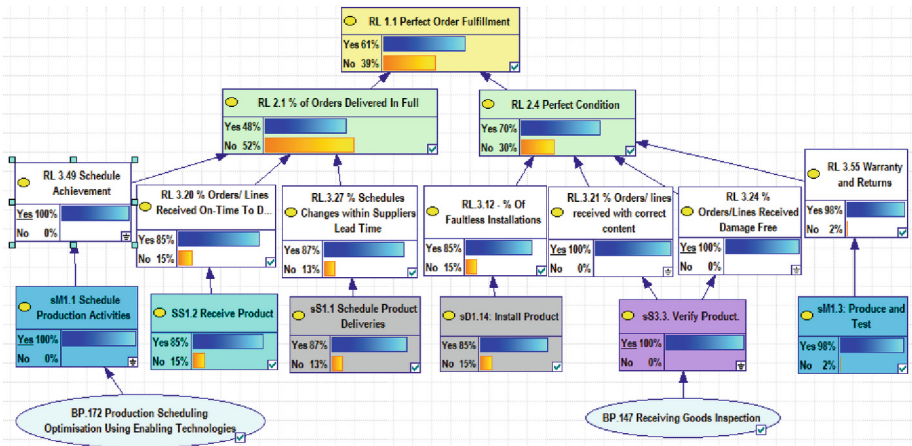 RL 1.1 Perfect Order Fulfillment
Yes 61%
No 39%
RL 2.1 % of Orders Delivered In Full
Yes 48%
No 52%
RL 2.4 Perfect Condition
Yes 70%
No 30%
RL 3.49 Schedule
Achievement
Yes 100%
No 0%
RL.3.20 % Orders/ Lines
Received On-Time To D...
Yes 85%
No 15%
RL.3.27 % Schedules
Changes within Suppliers
Lead Time
Yes 87%
No 13%
RL.3.12 - % Of
Faultless Installations
Yes 85%
No 15%
RL.3.21 % Orders/ lines
received with correct
content
Yes 100%
No 0%
RL 3.24 %
Orders/Lines Received
Damage Free
Yes 100%
No 0%
RL 3.55 Warranty
and Returns
Yes 98%
No 2%
sM1.1 Schedule
Production Activities
Yes 100%
No 0%
SS1.2 Receive Product
Yes 85%
No 15%
sS1.1 Schedule Product
Deliveries
Yes 87%
No 13%
sD1.14: Install Product
Yes 85%
No 15%
sS3.3. Verify Product.
Yes 100%
No 0%
sM1.3: Produce and
Test
Yes 98%
No 2%
BP.172 Production Scheduling
Optimisation Using Enabling Technologies
BP.147 Receiving Goods Inspection